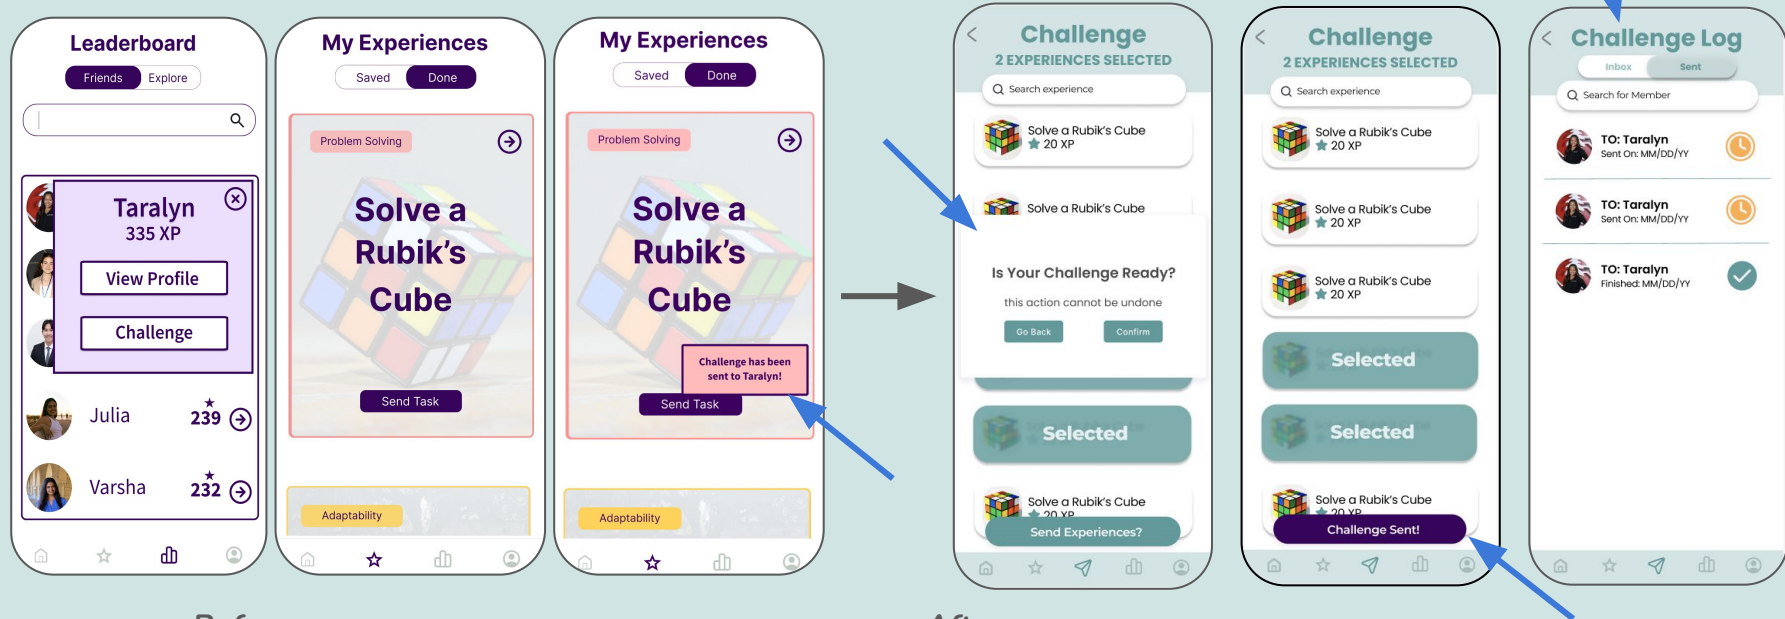 Leaderboard
Friends Explore
Taralyn
335 XP
View Profile
Challenge
Julia 239
Varsha 232
My Experiences
Saved Done
Problem Solving
Solve a
Rubik's
Cube
Send Task
Adaptability
My Experiences
Saved Done
Problem Solving
Solve a
Rubik's
Cube
Challenge has been
sent to Taralyn!
Send Task
Adaptability
Challenge
2 EXPERIENCES SELECTED
Search experience
Solve a Rubik's Cube
20 XP
Solve a Rubik's Cube
Is Your Challenge Ready?
this action cannot be undone
Go Back Confirm
Selected
Solve a Rubik's Cube
20 XP
Send Experiences?
Challenge
2 EXPERIENCES SELECTED
Search experience
Solve a Rubik's Cube
20 XP
Solve a Rubik's Cube
20 XP
Solve a Rubik's Cube
20 XP
Selected
Selected
Solve a Rubik's Cube
20 XP
Challenge Sent!
Challenge Log
Inbox Sent
Search for Member
TO: Taralyn
Sent On: MM/DD/YY
TO: Taralyn
Sent On: MM/DD/YY
TO: Taralyn
Finished: MM/DD/YY